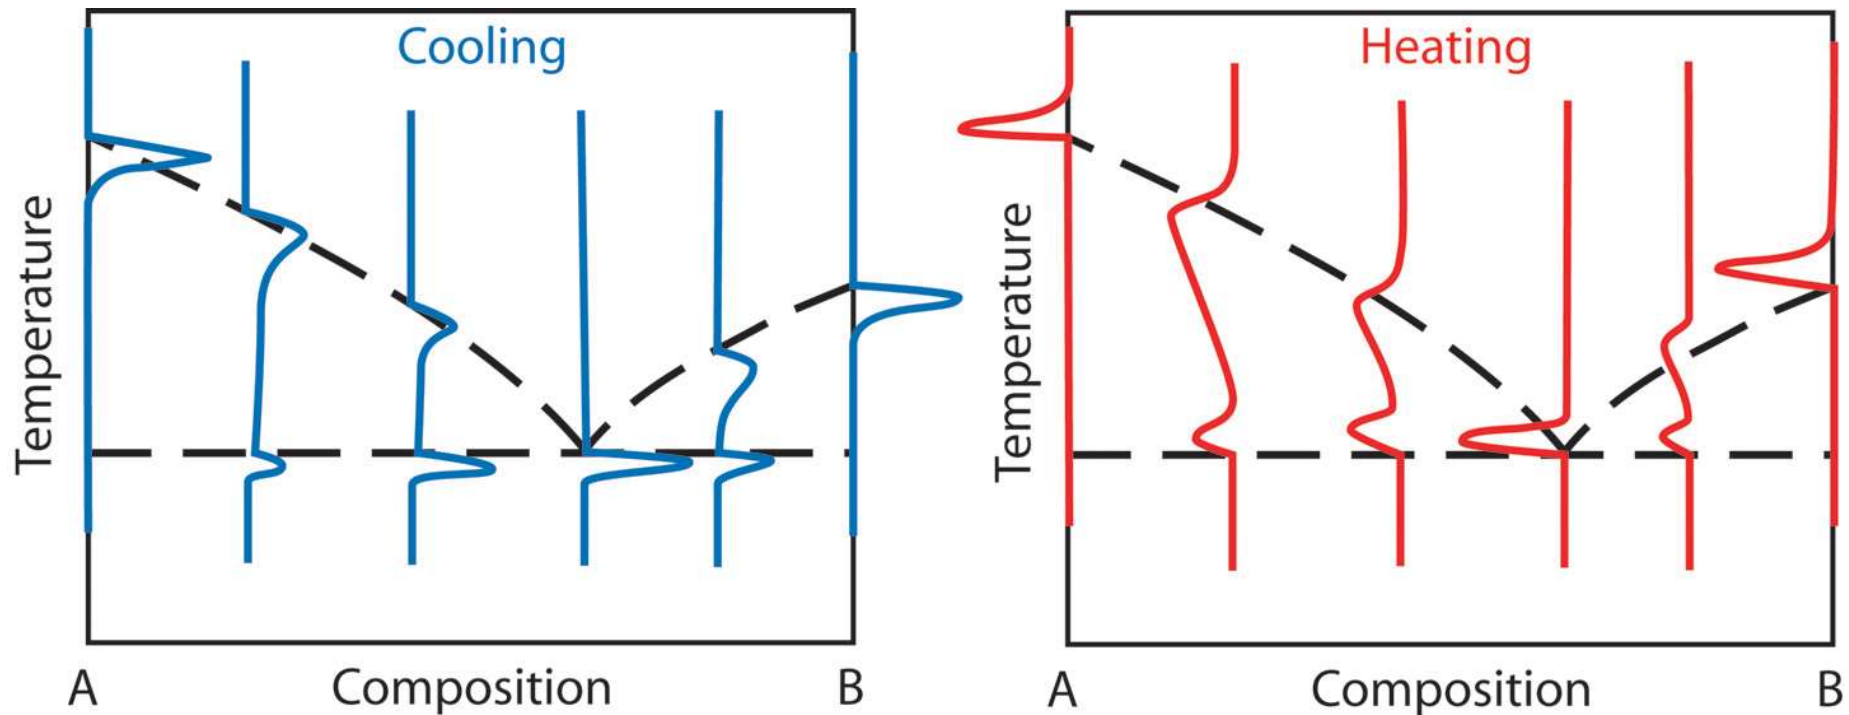 Cooling
Temperature
A
Composition
B
Heating
Temperature
A
Composition
B